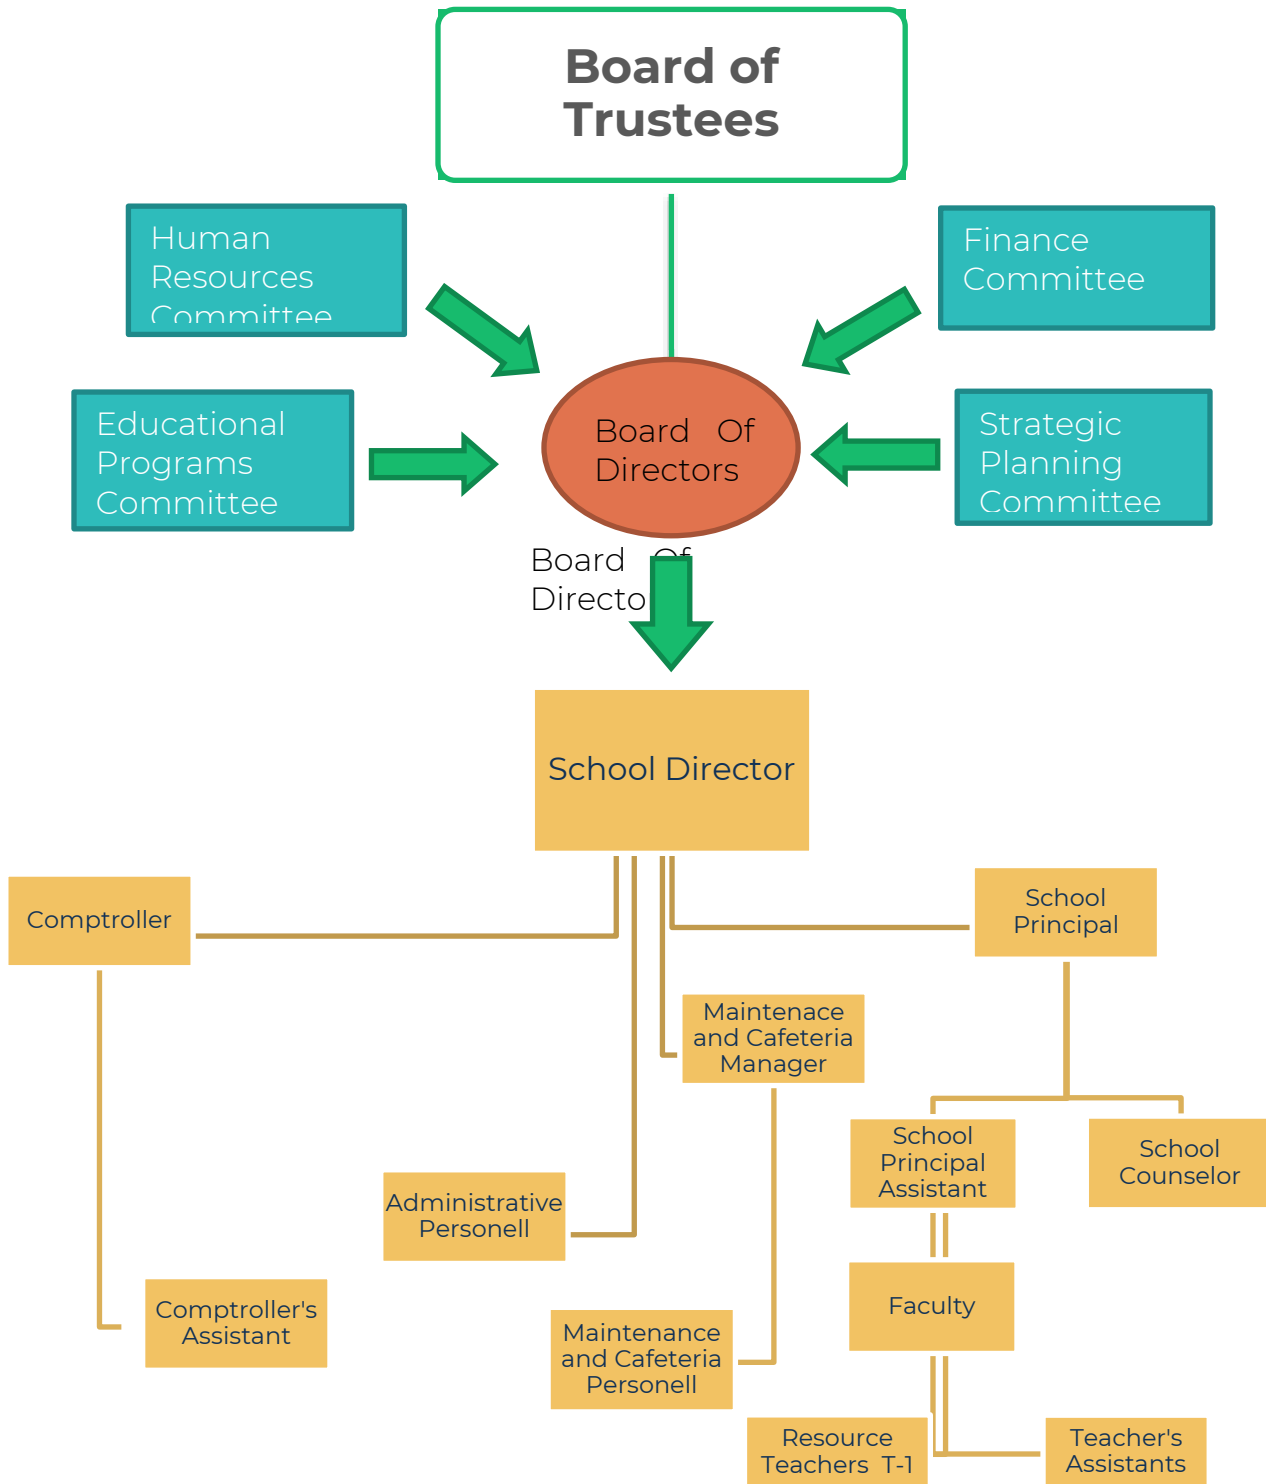 Board of
Trustees
Human
Resources
Committee
Finance
Committee
Educational
Programs
Committee
Board Of
Directors
Strategic
Planning
Committee
Board Of
Directo
School Director
Comptroller
School
Principal
Maintenace
and Cafeteria
Manager
School
Principal
Assistant
School
Counselor
Administrative
Personell
Comptroller's
Assistant
Faculty
Maintenance
and Cafeteria
Personell
Resource
Teachers T-1
Teacher's
Assistants